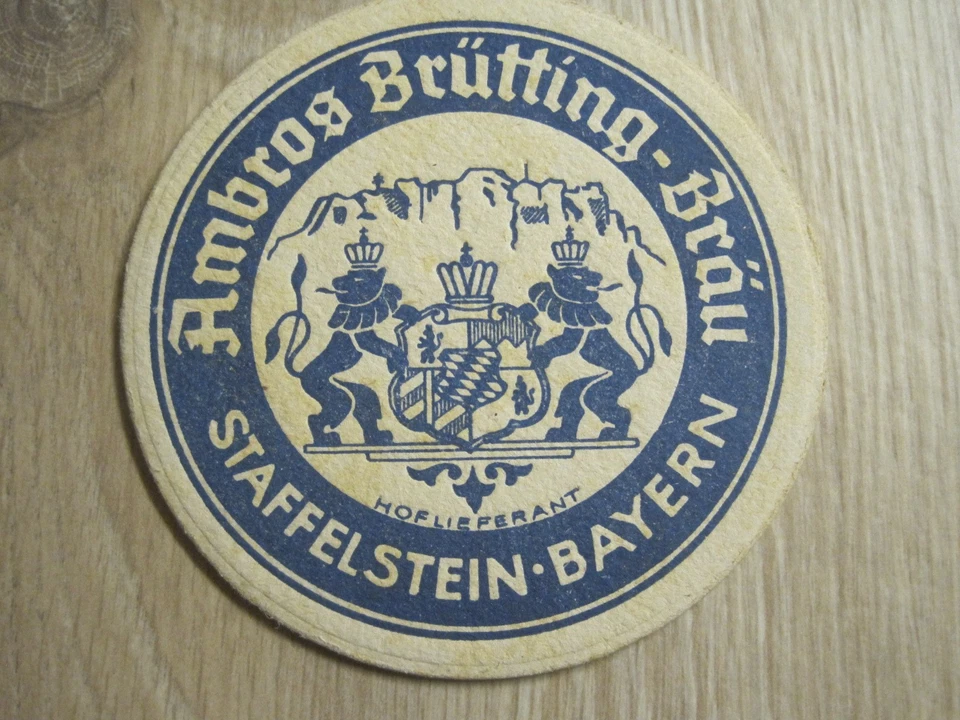 Ambros Brütting-Bräu
HOFLIEFERANT
STAFFELSTEIN·BAYERN